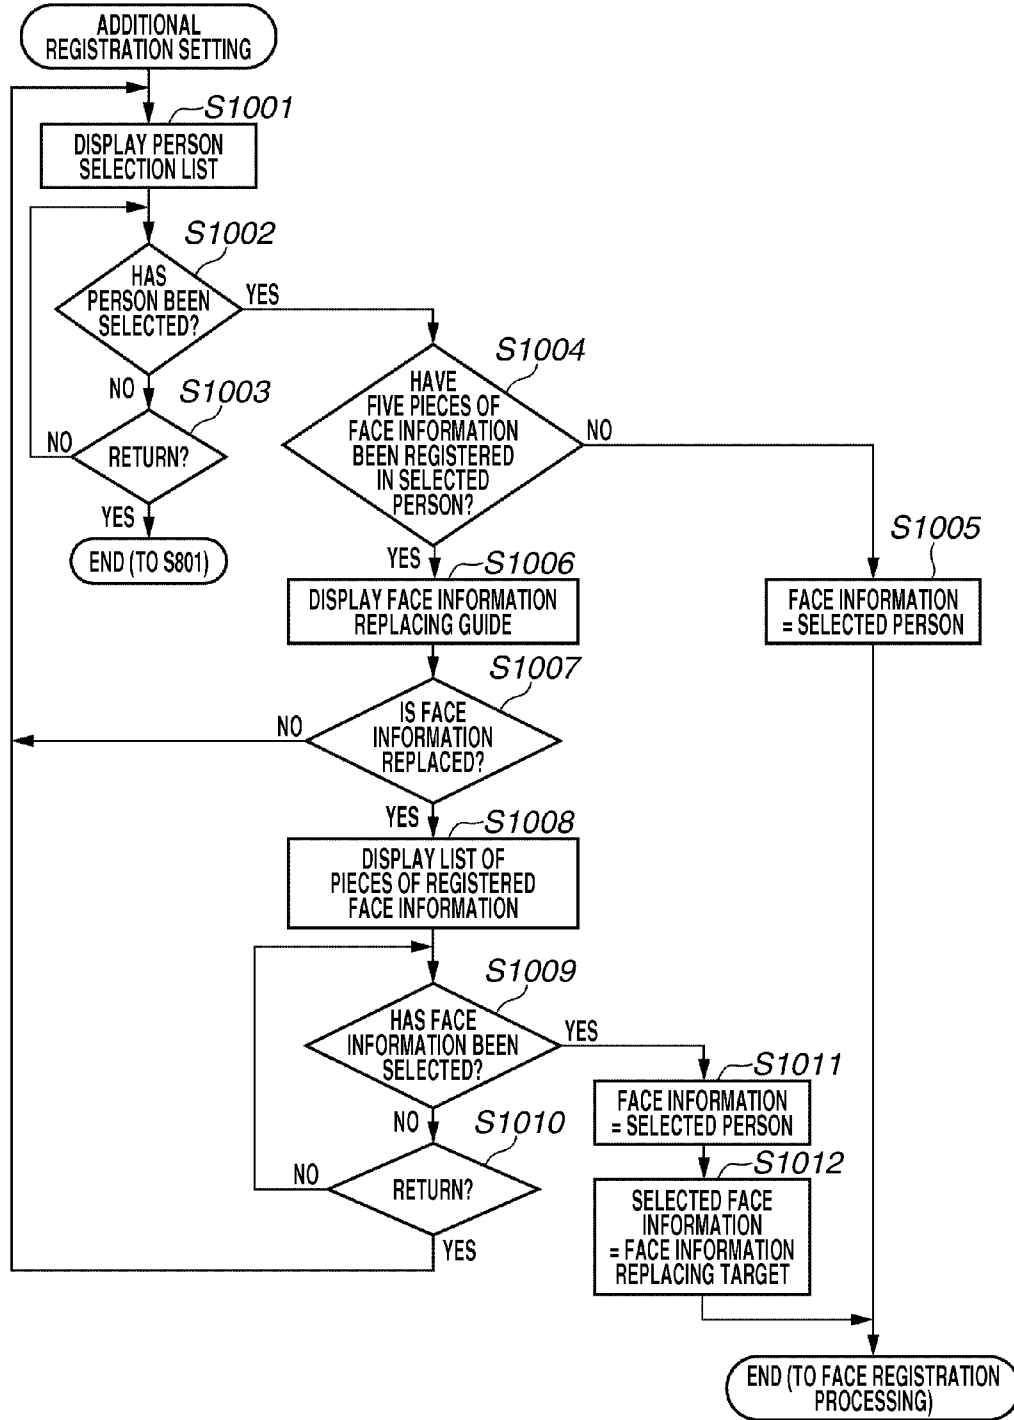 ADDITIONAL
REGISTRATION SETTING
S1001
DISPLAY PERSON
SELECTION LIST
S1002
HAS
PERSON BEEN
SELECTED?
YES
NO
S1003
RETURN?
NO
YES
END (TO S801)
S1004
HAVE
FIVE PIECES OF
FACE INFORMATION
BEEN REGISTERED
IN SELECTED
PERSON?
NO
YES
S1005
FACE INFORMATION
= SELECTED PERSON
S1006
DISPLAY FACE INFORMATION
REPLACING GUIDE
S1007
IS FACE
INFORMATION
REPLACED?
NO
YES
S1008
DISPLAY LIST OF
PIECES OF REGISTERED
FACE INFORMATION
S1009
HAS FACE
INFORMATION BEEN
SELECTED?
YES
NO
S1010
RETURN?
NO
YES
S1011
FACE INFORMATION
= SELECTED PERSON
S1012
SELECTED FACE
INFORMATION
= FACE INFORMATION
REPLACING TARGET
END (TO FACE REGISTRATION
PROCESSING)